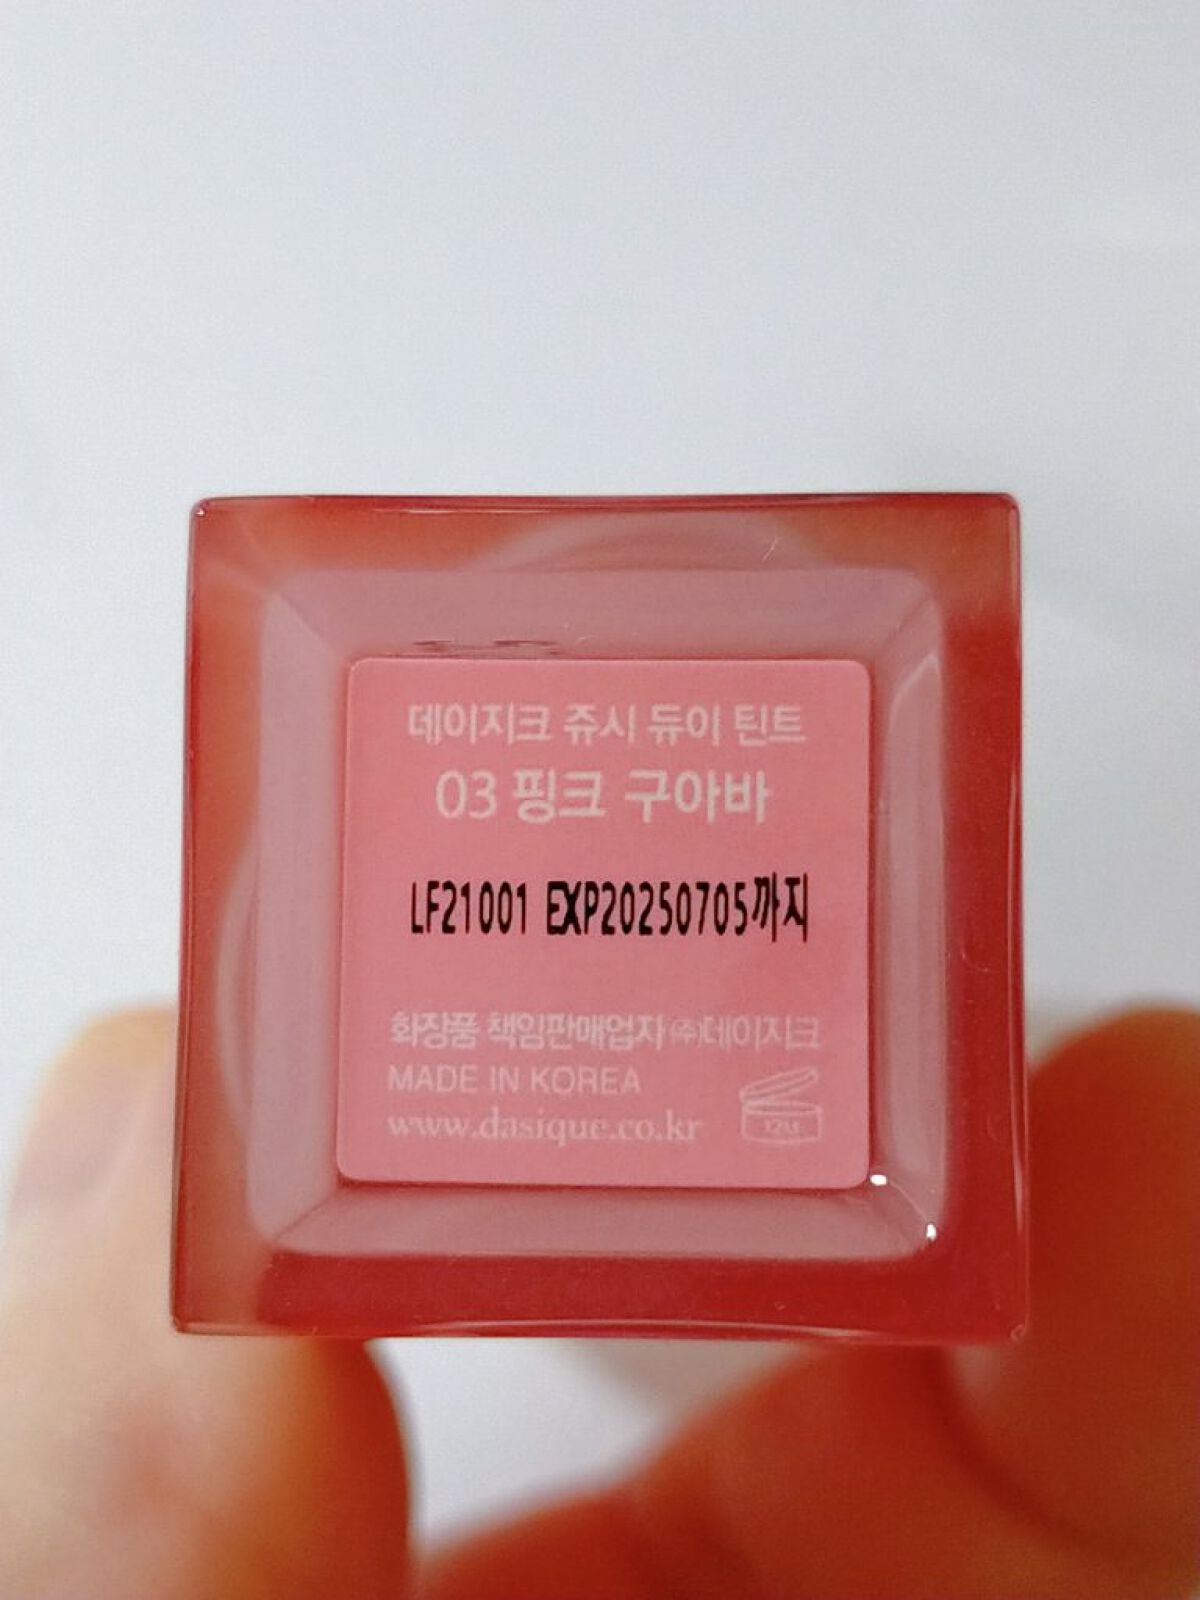 데이지크 쥬시 듀이 틴트
03 핑크 구아바
LF21001 EXP20250705까지
화장품 책임판매업자 ㈜데이지크
MADE IN KOREA
www.dasique.co.kr
12M